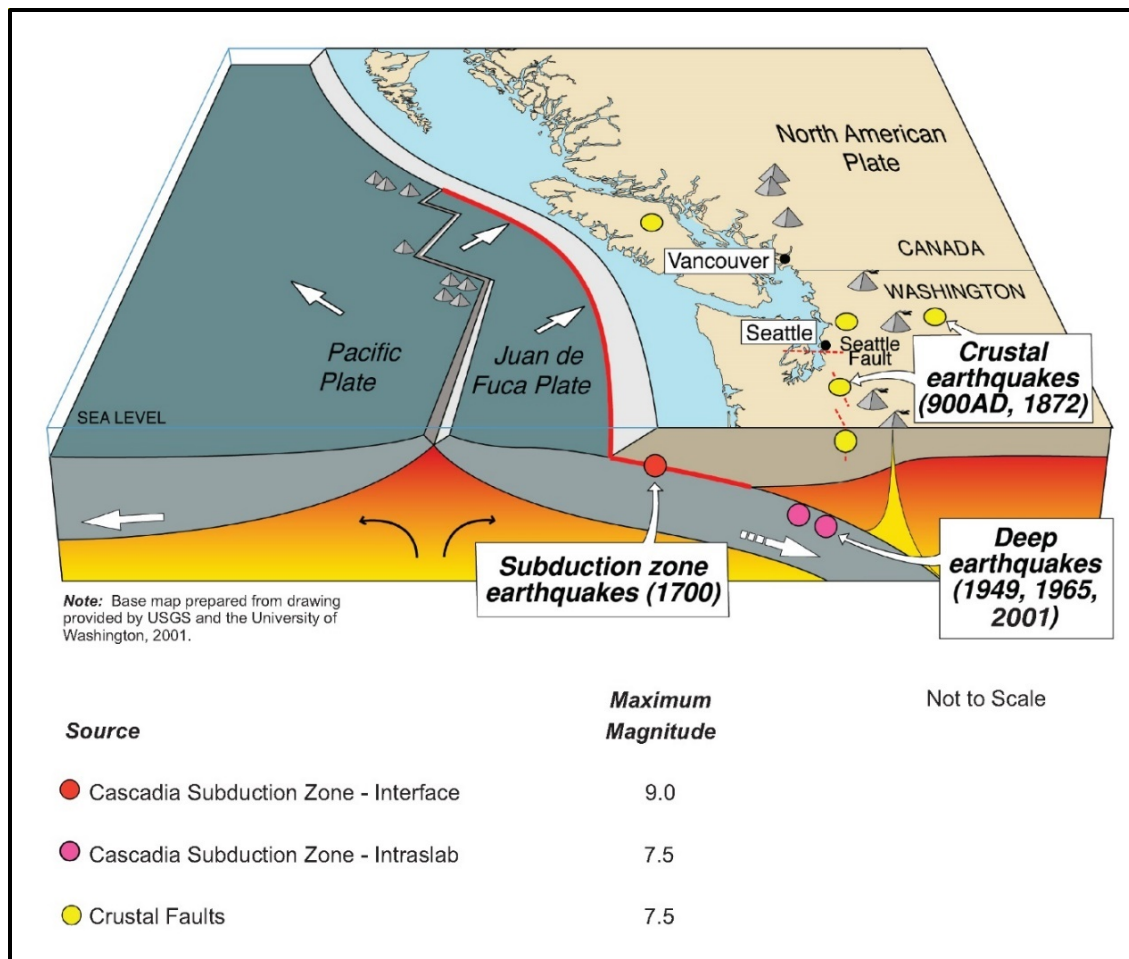 North American
Plate
CANADA
Vancouver
WASHINGTON
Seattle
Seattle
Fault
Crustal
earthquakes
(900AD, 1872)
Pacific
Plate
Juan de
Fuca Plate
SEA LEVEL
Subduction zone
earthquakes (1700)
Deep
earthquakes
(1949, 1965,
2001)
Note: Base map prepared from drawing
provided by USGS and the University of
Washington, 2001.
Source
Maximum
Magnitude
Not to Scale
Cascadia Subduction Zone - Interface 9.0
Cascadia Subduction Zone - Intraslab 7.5
Crustal Faults 7.5